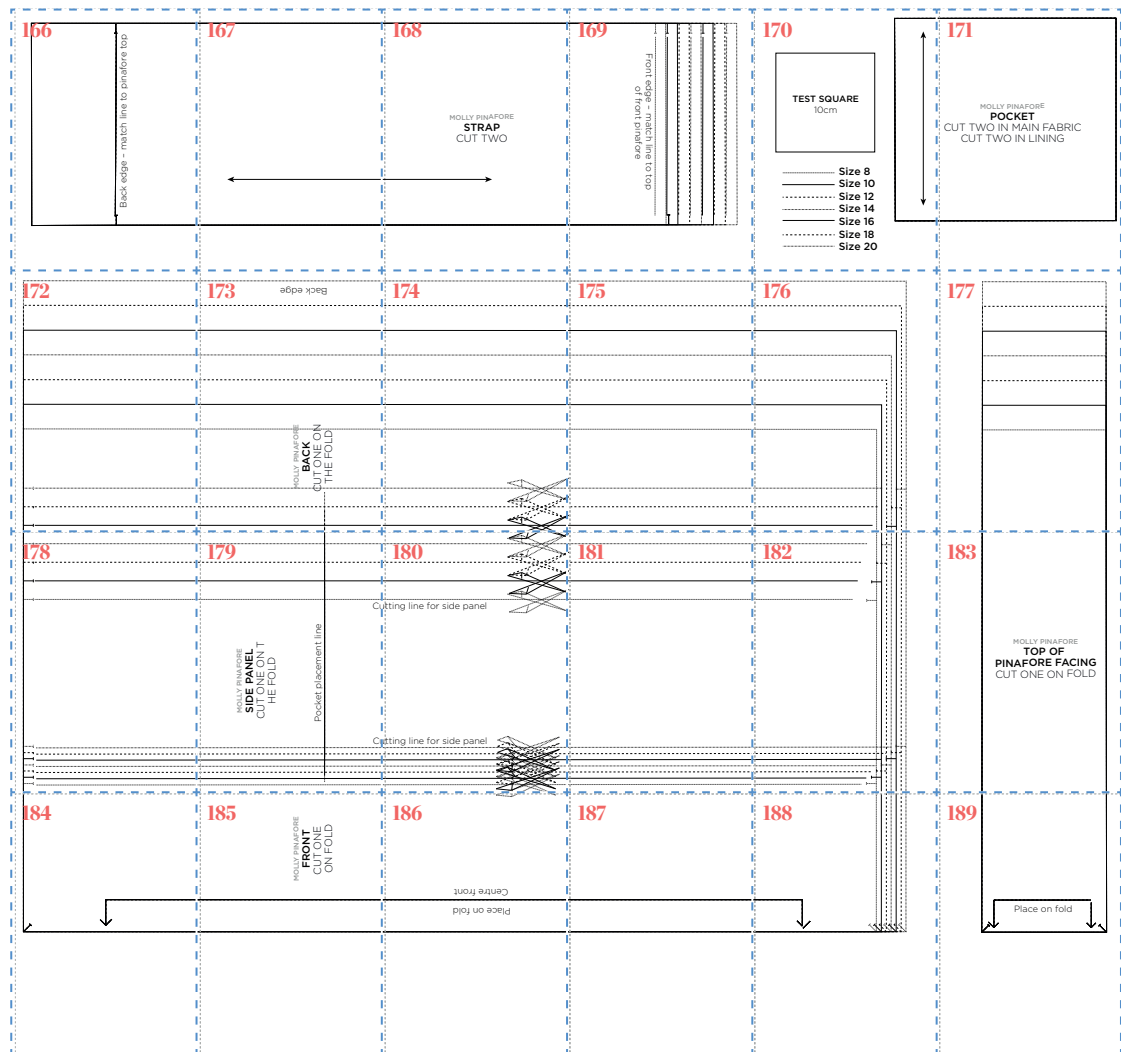 166
167
168
169
170
171
Back edge - match line to pinafore top
MOLLY PINAFORE
STRAP
CUT TWO
Front edge - match line to top
of front pinafore
TEST SQUARE
10cm
Size 8
Size 10
Size 12
Size 14
Size 16
Size 18
Size 20
MOLLY PINAFORE
POCKET
CUT TWO IN MAIN FABRIC
CUT TWO IN LINING
172
173
174
175
176
177
Back edge
MOLLY PINAFORE
BACK
CUT ONE ON
THE FOLD
178
179
180
181
182
183
Cutting line for side panel
MOLLY PINAFORE
SIDE PANEL
CUT ONE ON T
HE FOLD
Pocket placement line
Cutting line for side panel
MOLLY PINAFORE
TOP OF
PINAFORE FACING
CUT ONE ON FOLD
184
185
186
187
188
189
MOLLY PINAFORE
FRONT
CUT ONE
ON FOLD
Centre front
Place on fold
Place on fold